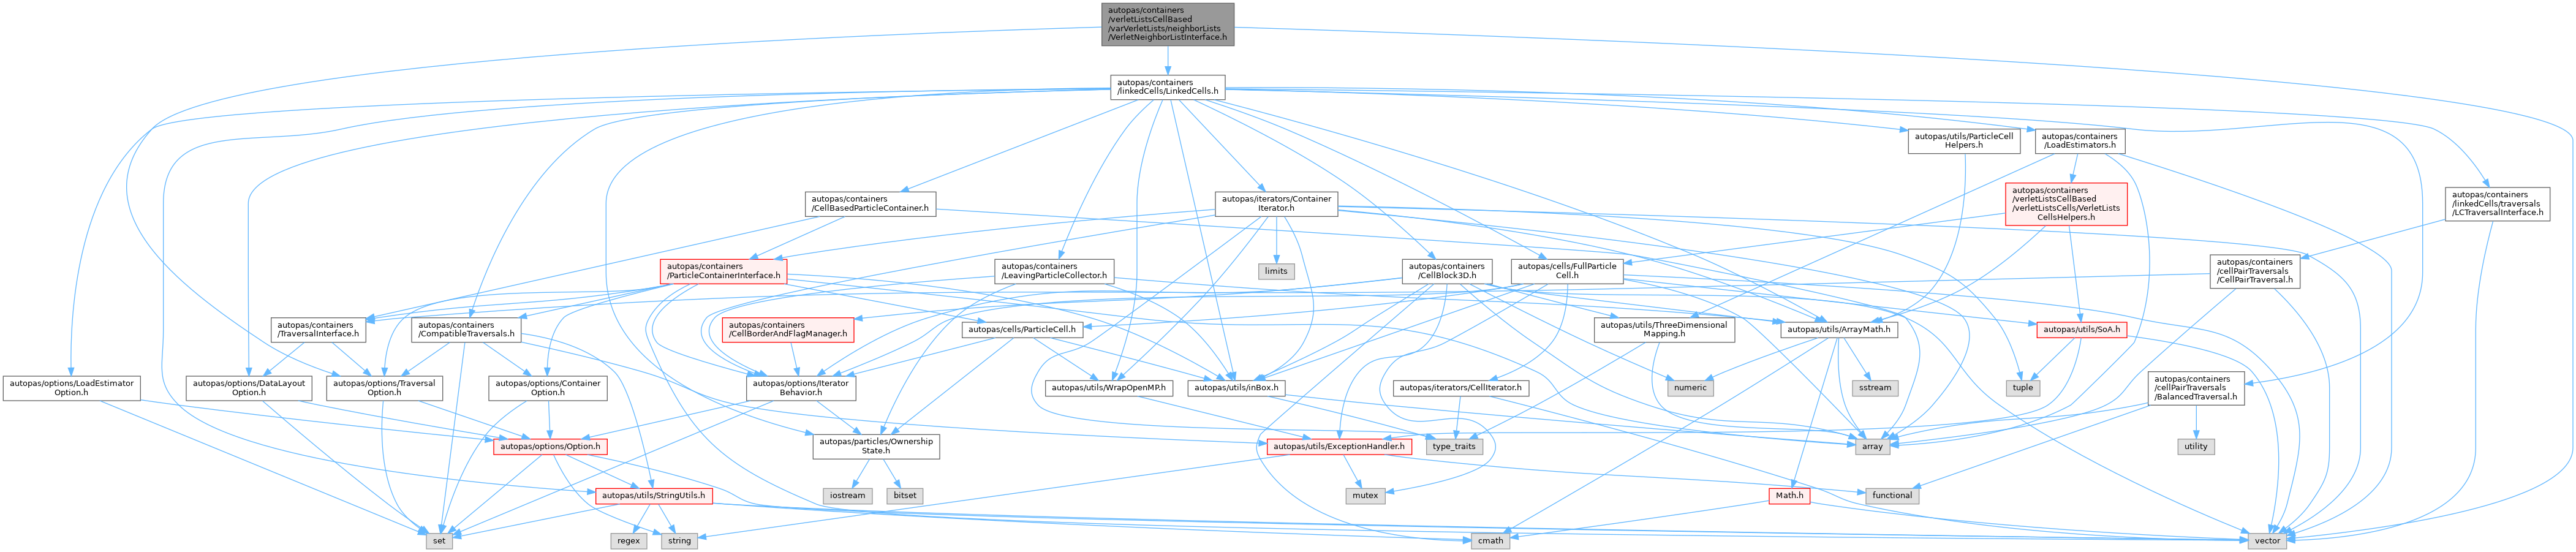 autopas/containers
/verletListsCellBased
/varVerletLists/neighborLists
/VerletNeighborListInterface.h
autopas/containers
/linkedCells/LinkedCells.h
autopas/utils/ParticleCell
Helpers.h
autopas/containers
/LoadEstimators.h
autopas/containers
/CellBasedParticleContainer.h
autopas/iterators/Container
Iterator.h
autopas/containers
/verletListsCellBased
/verletListsCells/VerletLists
CellsHelpers.h
autopas/containers
/linkedCells/traversals
/LCTraversalInterface.h
autopas/containers
/ParticleContainerInterface.h
autopas/containers
/LeavingParticleCollector.h
limits
autopas/containers
/CellBlock3D.h
autopas/cells/FullParticle
Cell.h
autopas/containers
/cellPairTraversals
/CellPairTraversal.h
autopas/containers
/TraversalInterface.h
autopas/containers
/CompatibleTraversals.h
autopas/containers
/CellBorderAndFlagManager.h
autopas/cells/ParticleCell.h
autopas/utils/ThreeDimensional
Mapping.h
autopas/utils/ArrayMath.h
autopas/utils/SoA.h
autopas/options/LoadEstimator
Option.h
autopas/options/DataLayout
Option.h
autopas/options/Traversal
Option.h
autopas/options/Container
Option.h
autopas/options/Iterator
Behavior.h
autopas/utils/WrapOpenMP.h
autopas/utils/inBox.h
autopas/iterators/CellIterator.h
numeric
sstream
tuple
autopas/containers
/cellPairTraversals
/BalancedTraversal.h
autopas/options/Option.h
autopas/particles/Ownership
State.h
autopas/utils/ExceptionHandler.h
type_traits
array
utility
autopas/utils/StringUtils.h
iostream
bitset
mutex
Math.h
functional
set
regex
string
cmath
vector